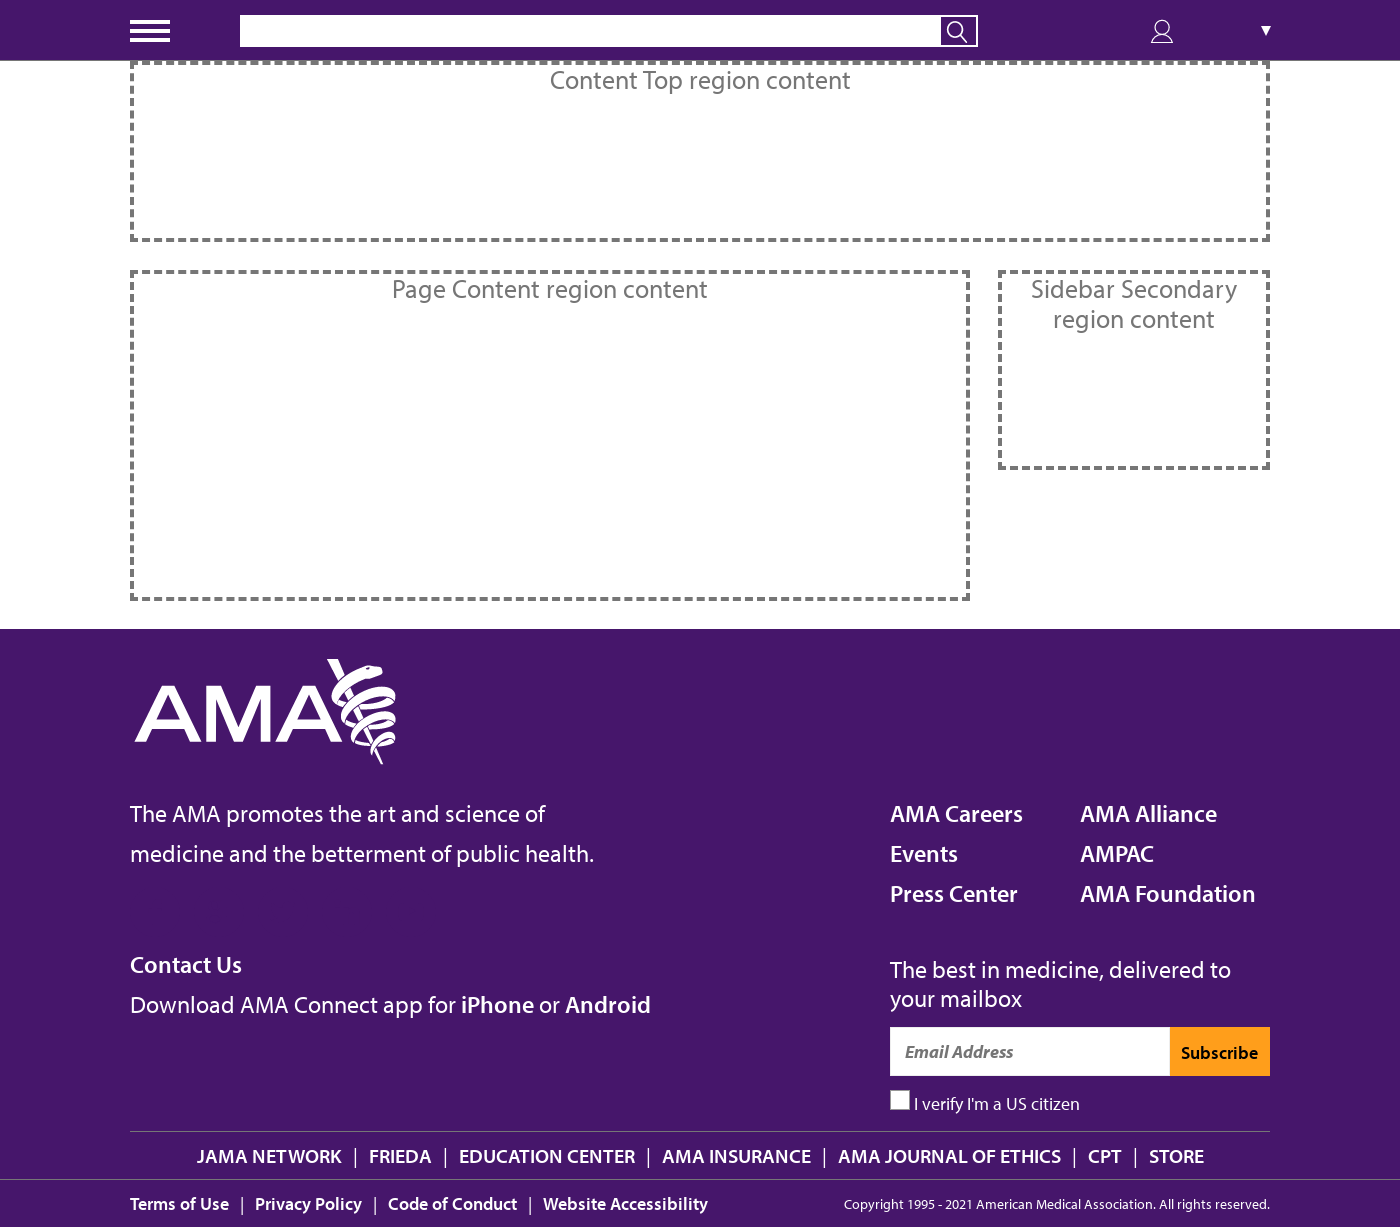 ▼
Content Top region content
Page Content region content
Sidebar Secondary
region content
AMA
The AMA promotes the art and science of
medicine and the betterment of public health.
AMA Careers
Events
Press Center
AMA Alliance
AMPAC
AMA Foundation
Contact Us
Download AMA Connect app for iPhone or Android
The best in medicine, delivered to
your mailbox
Email Address
Subscribe
I verify I'm a US citizen
JAMA NETWORK | FRIEDA | EDUCATION CENTER | AMA INSURANCE | AMA JOURNAL OF ETHICS | CPT | STORE
Terms of Use | Privacy Policy | Code of Conduct | Website Accessibility
Copyright 1995 - 2021 American Medical Association. All rights reserved.